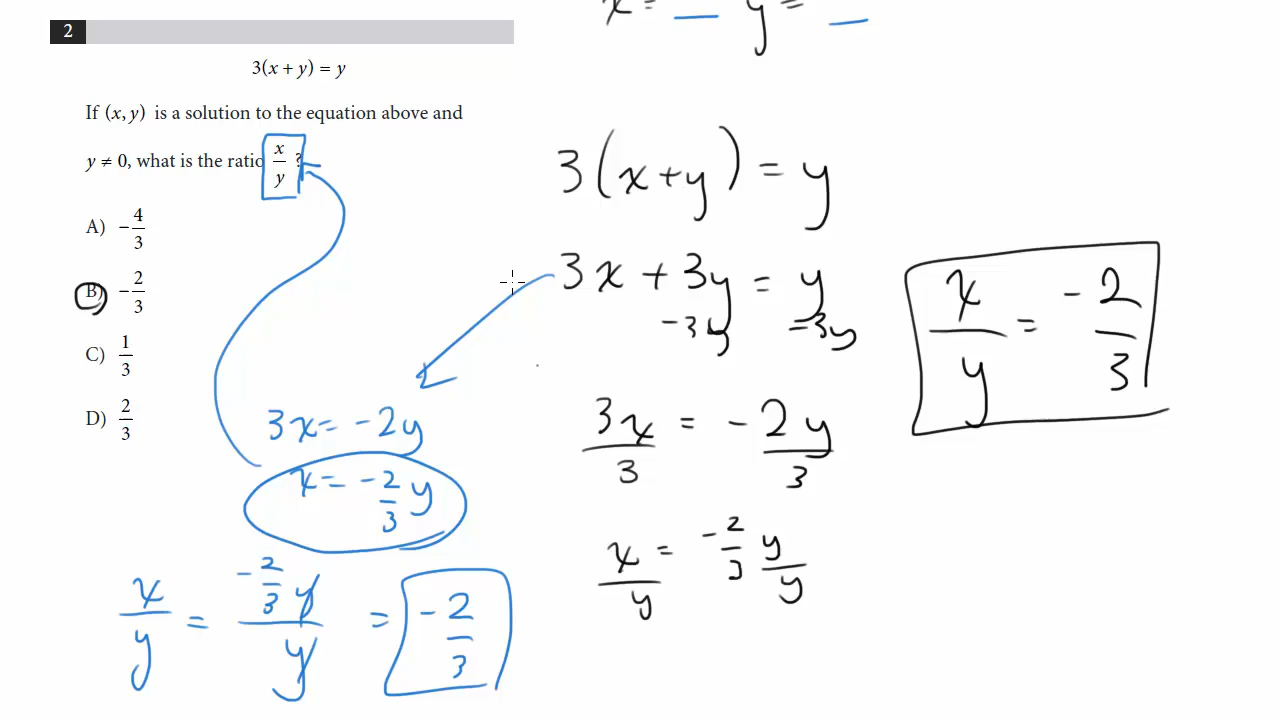 2
3(x + y) = y
If (x, y) is a solution to the equation above and
y ≠ 0, what is the ratio x/y ?
A) -4/3
B) -2/3
C) 1/3
D) 2/3
3x = -2y
x = -2/3 y
x/y = -2/3 y / y = -2/3
x = _ y = _
3(x+y) = y
3x + 3y = y
-3y -3y
3x/3 = -2y/3
x/y = -2/3 y/y
x/y = -2/3